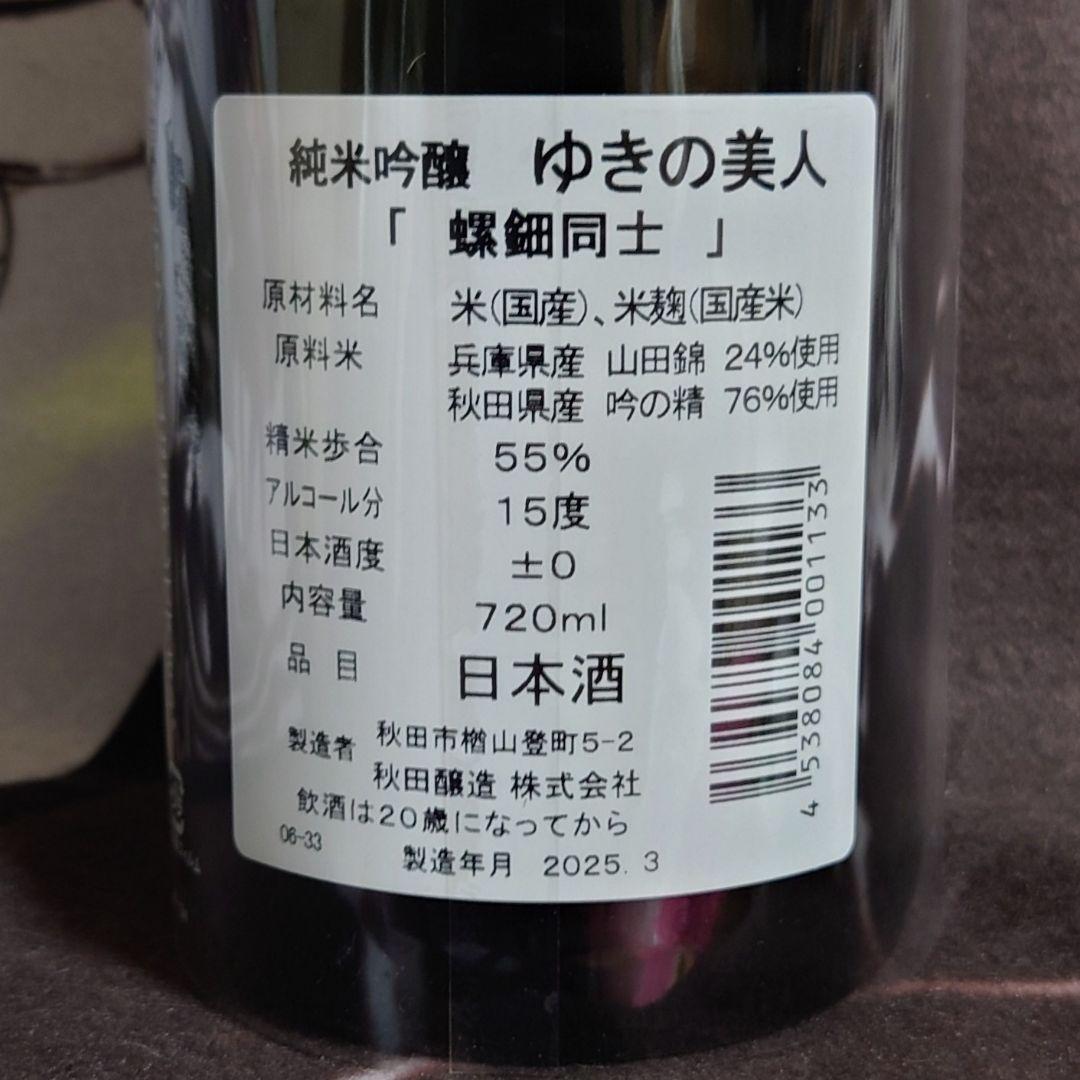 純米吟醸 ゆきの美人
「 螺鈿同士 」
原材料名 米(国産)、米麹(国産米)
原料米 兵庫県産 山田錦 24%使用
秋田県産 吟の精 76%使用
精米歩合 55%
アルコール分 15度
日本酒度 ±0
内容量 720ml
品目 日本酒
製造者 秋田市楢山登町5-2
秋田醸造 株式会社
飲酒は20歳になってから
06-33
製造年月 2025. 3
4538084001133